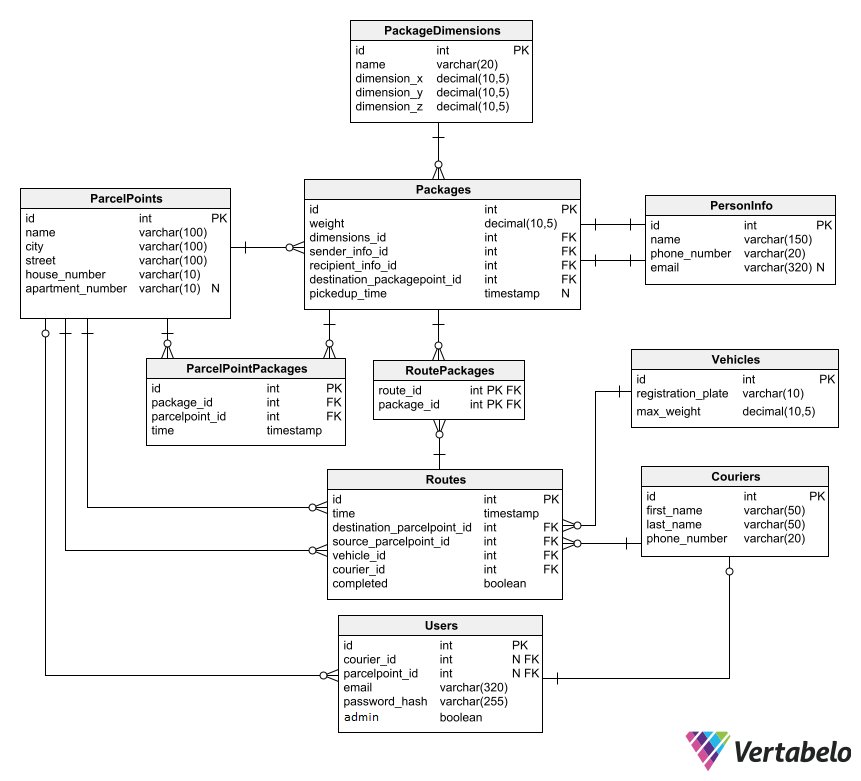 PackageDimensions
id int PK
name varchar(20)
dimension_x decimal(10,5)
dimension_y decimal(10,5)
dimension_z decimal(10,5)
ParcelPoints
id int PK
name varchar(100)
city varchar(100)
street varchar(100)
house_number varchar(10)
apartment_number varchar(10) N
Packages
id int PK
weight decimal(10,5)
dimensions_id int FK
sender_info_id int FK
recipient_info_id int FK
destination_packagepoint_id int FK
pickedup_time timestamp N
PersonInfo
id int PK
name varchar(150)
phone_number varchar(20)
email varchar(320) N
ParcelPointPackages
id int PK
package_id int FK
parcelpoint_id int FK
time timestamp
RoutePackages
route_id int PK FK
package_id int PK FK
Vehicles
id int PK
registration_plate varchar(10)
max_weight decimal(10,5)
Routes
id int PK
time timestamp
destination_parcelpoint_id int FK
source_parcelpoint_id int FK
vehicle_id int FK
courier_id int FK
completed boolean
Couriers
id int PK
first_name varchar(50)
last_name varchar(50)
phone_number varchar(20)
Users
id int PK
courier_id int N FK
parcelpoint_id int N FK
email varchar(320)
password_hash varchar(255)
admin boolean
Vertabelo